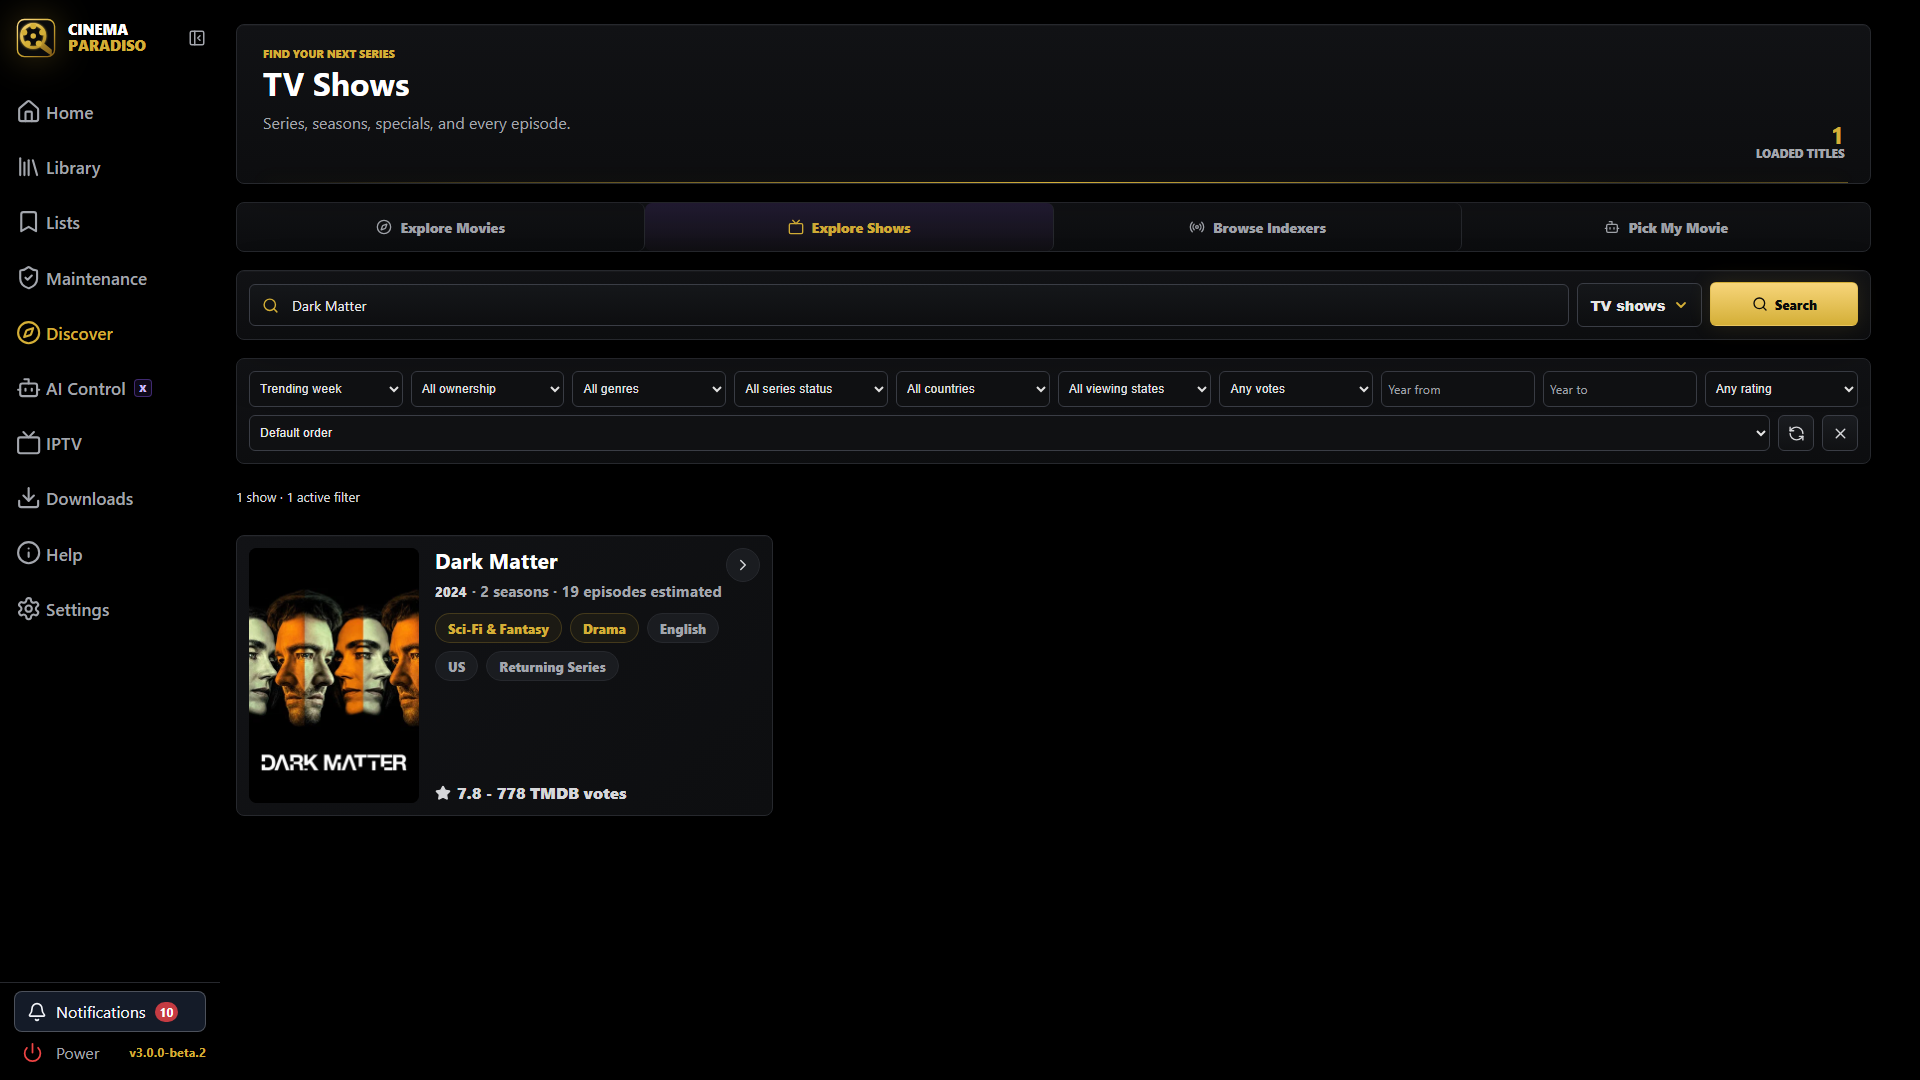 CINEMA
PARADISO
Home
Library
Lists
Maintenance
Discover
AI Control x
IPTV
Downloads
Help
Settings
Notifications 10
Power v3.0.0-beta.2
FIND YOUR NEXT SERIES
TV Shows
Series, seasons, specials, and every episode.
1
LOADED TITLES
Explore Movies Explore Shows Browse Indexers Pick My Movie
Dark Matter TV shows Search
Trending week All ownership All genres All series status All countries All viewing states Any votes Year from Year to Any rating
Default order
1 show · 1 active filter
DARK MATTER
Dark Matter
2024 · 2 seasons · 19 episodes estimated
Sci-Fi & Fantasy Drama English
US Returning Series
7.8 - 778 TMDB votes